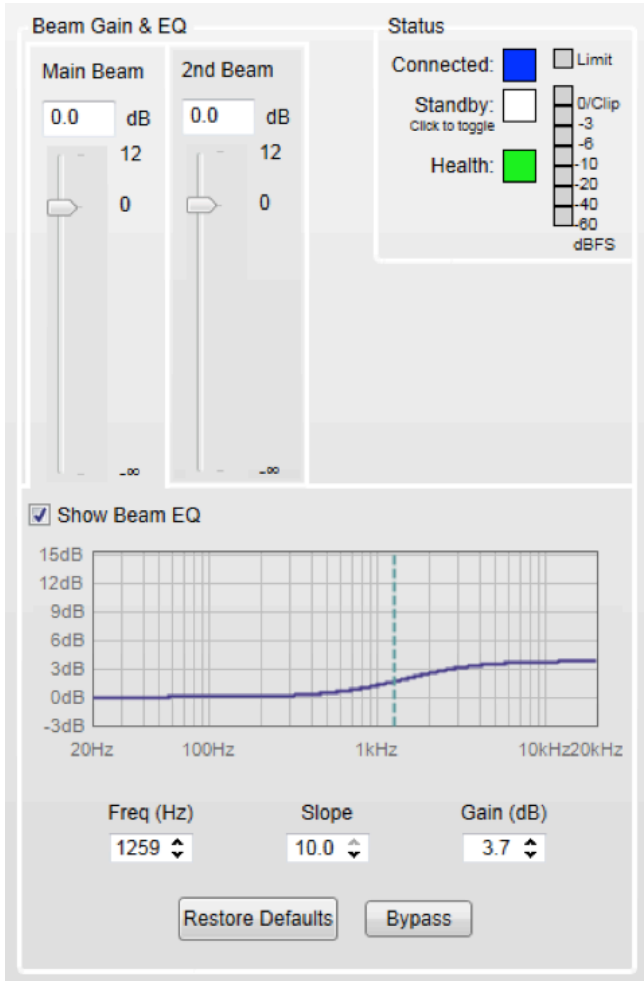 Beam Gain & EQ
Main Beam
0.0 dB
12
0
-∞
2nd Beam
0.0 dB
12
0
-∞
Status
Connected:
Standby:
Click to toggle
Health:
Limit
0/Clip
-3
-6
-10
-20
-40
-60
dBFS
Show Beam EQ
15dB
12dB
9dB
6dB
3dB
0dB
-3dB
20Hz 100Hz 1kHz 10kHz20kHz
Freq (Hz) Slope Gain (dB)
1259 10.0 3.7
Restore Defaults Bypass